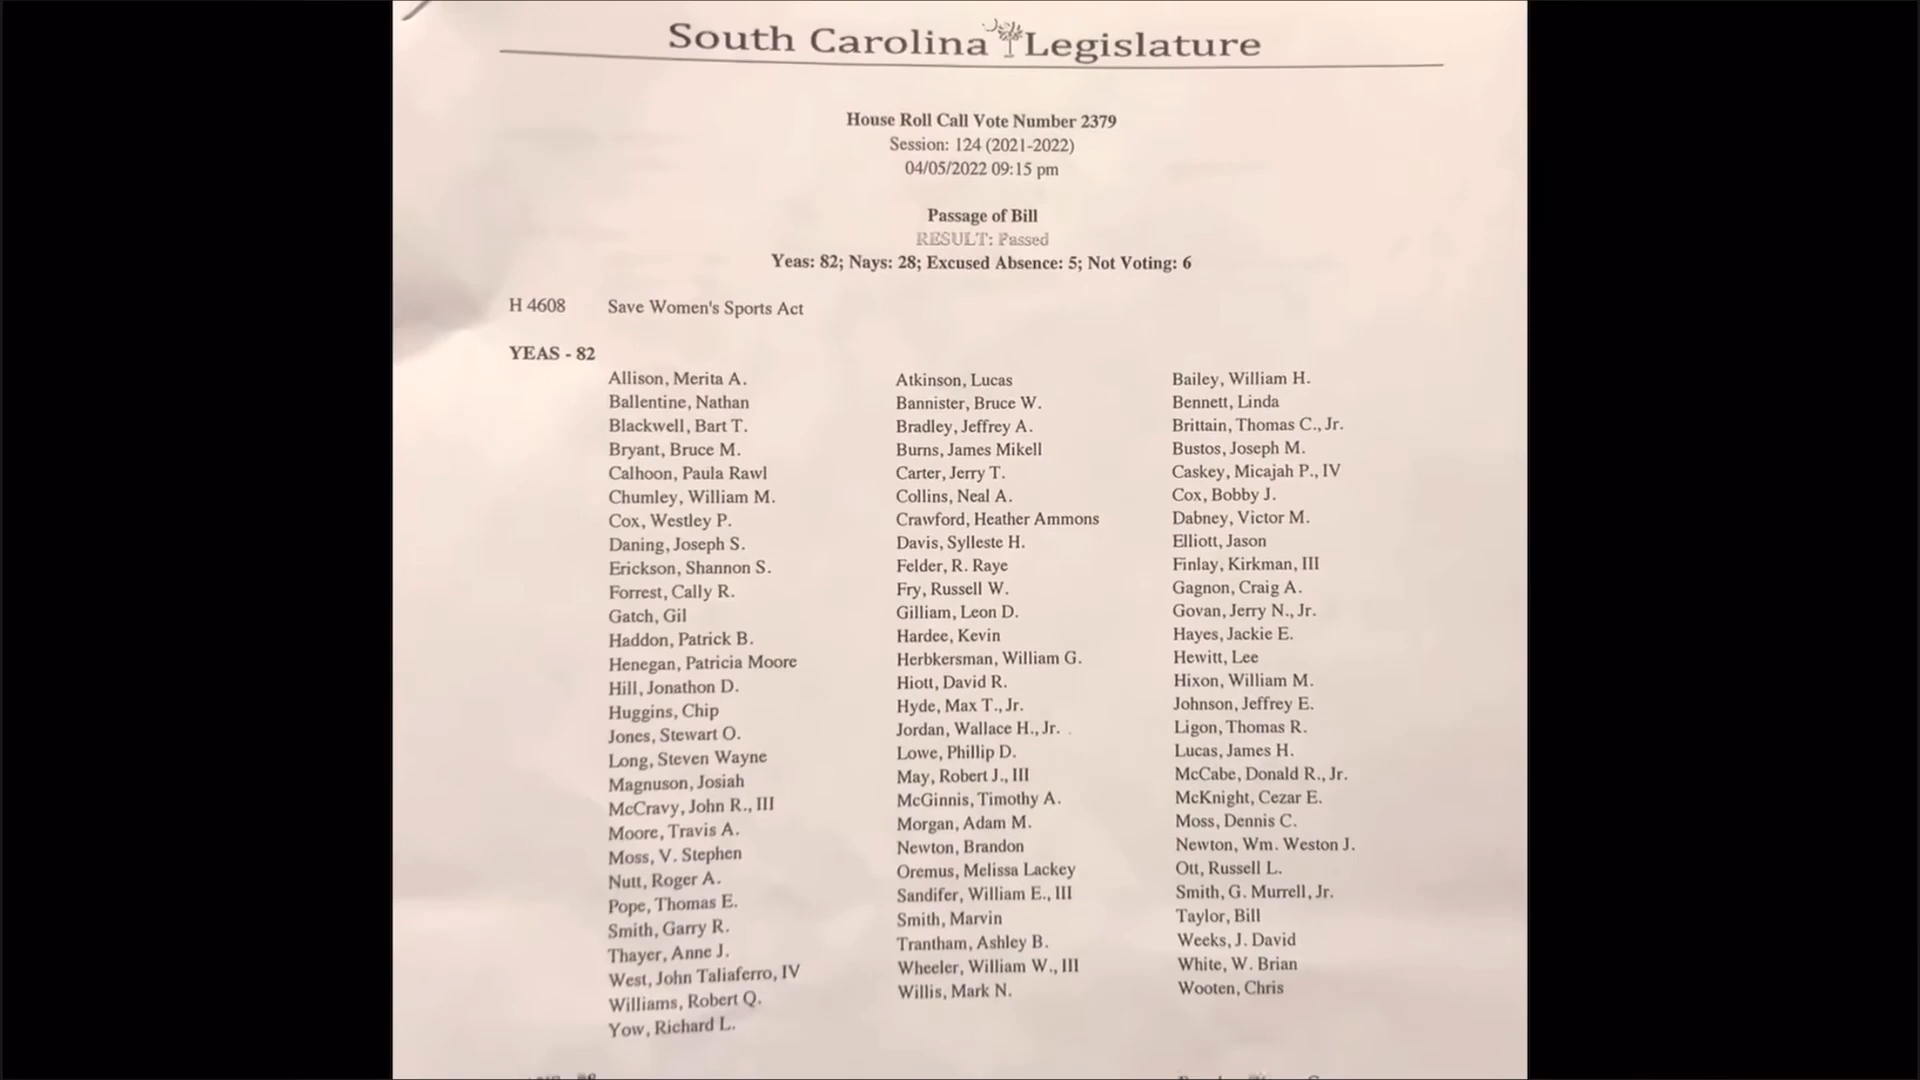 South Carolina Legislature
House Roll Call Vote Number 2379
Session: 124 (2021-2022)
04/05/2022 09:15 pm
Passage of Bill
RESULT: Passed
Yeas: 82; Nays: 28; Excused Absence: 5; Not Voting: 6
H 4608 Save Women's Sports Act
YEAS - 82
Allison, Merita A. Atkinson, Lucas Bailey, William H.
Ballentine, Nathan Bannister, Bruce W. Bennett, Linda
Blackwell, Bart T. Bradley, Jeffrey A. Brittain, Thomas C., Jr.
Bryant, Bruce M. Burns, James Mikell Bustos, Joseph M.
Calhoon, Paula Rawl Carter, Jerry T. Caskey, Micajah P., IV
Chumley, William M. Collins, Neal A. Cox, Bobby J.
Cox, Westley P. Crawford, Heather Ammons Dabney, Victor M.
Daning, Joseph S. Davis, Sylleste H. Elliott, Jason
Erickson, Shannon S. Felder, R. Raye Finlay, Kirkman, III
Forrest, Cally R. Fry, Russell W. Gagnon, Craig A.
Gatch, Gil Gilliam, Leon D. Govan, Jerry N., Jr.
Haddon, Patrick B. Hardee, Kevin Hayes, Jackie E.
Henegan, Patricia Moore Herbkersman, William G. Hewitt, Lee
Hill, Jonathon D. Hiott, David R. Hixon, William M.
Huggins, Chip Hyde, Max T., Jr. Johnson, Jeffrey E.
Jones, Stewart O. Jordan, Wallace H., Jr. Ligon, Thomas R.
Long, Steven Wayne Lowe, Phillip D. Lucas, James H.
Magnuson, Josiah May, Robert J., III McCabe, Donald R., Jr.
McCravy, John R., III McGinnis, Timothy A. McKnight, Cezar E.
Moore, Travis A. Morgan, Adam M. Moss, Dennis C.
Moss, V. Stephen Newton, Brandon Newton, Wm. Weston J.
Nutt, Roger A. Oremus, Melissa Lackey Ott, Russell L.
Pope, Thomas E. Sandifer, William E., III Smith, G. Murrell, Jr.
Smith, Garry R. Smith, Marvin Taylor, Bill
Thayer, Anne J. Trantham, Ashley B. Weeks, J. David
West, John Taliaferro, IV Wheeler, William W., III White, W. Brian
Williams, Robert Q. Willis, Mark N. Wooten, Chris
Yow, Richard L.